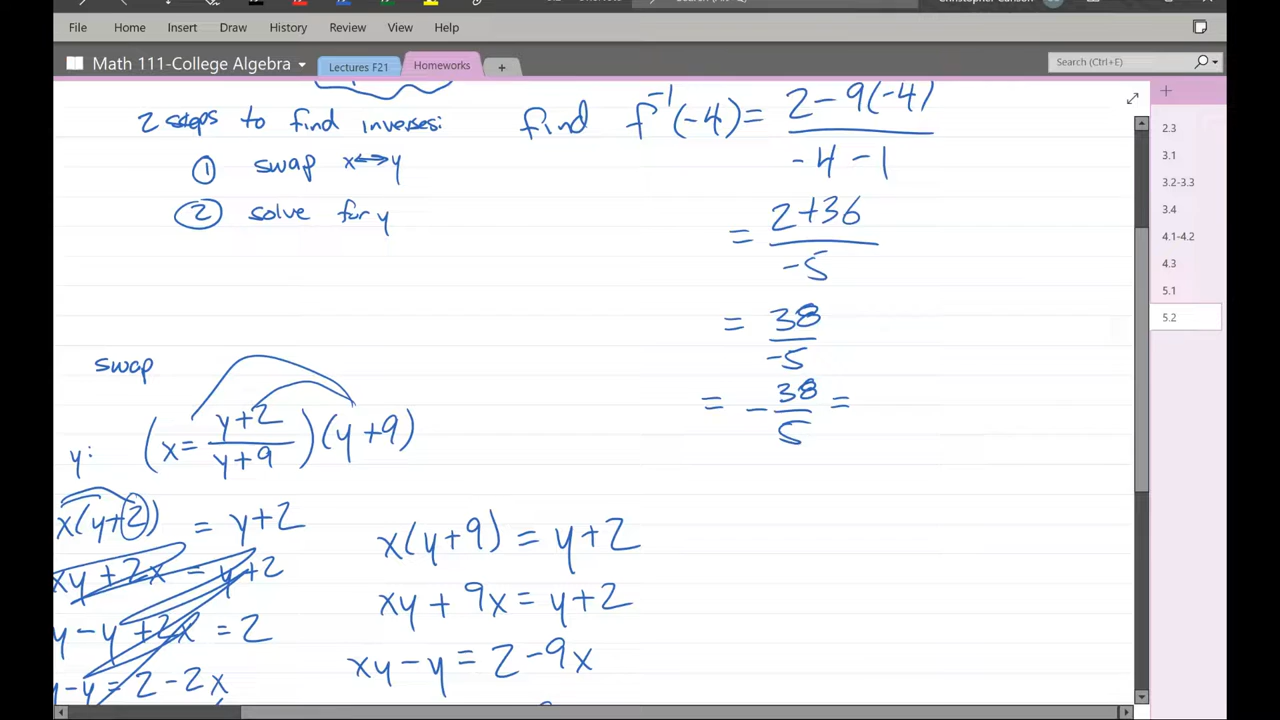 File Home Insert Draw History Review View Help
Math 111-College Algebra Lectures F21 Homeworks + Search (Ctrl+E)
2 steps to find inverses:
① swap x↔y
② solve for y
find f⁻¹(-4) = 2 - 9(-4) / -4 - 1
= 2+36 / -5
= 38 / -5
= - 38 / 5 =
swap
y: (x = y+2 / y+9)(y+9)
x(y+2) = y+2
xy + 2x = y+2
y - y + 2x = 2
y - y = 2 - 2x
x(y+9) = y+2
xy + 9x = y+2
xy - y = 2 - 9x
2.3
3.1
3.2-3.3
3.4
4.1-4.2
4.3
5.1
5.2